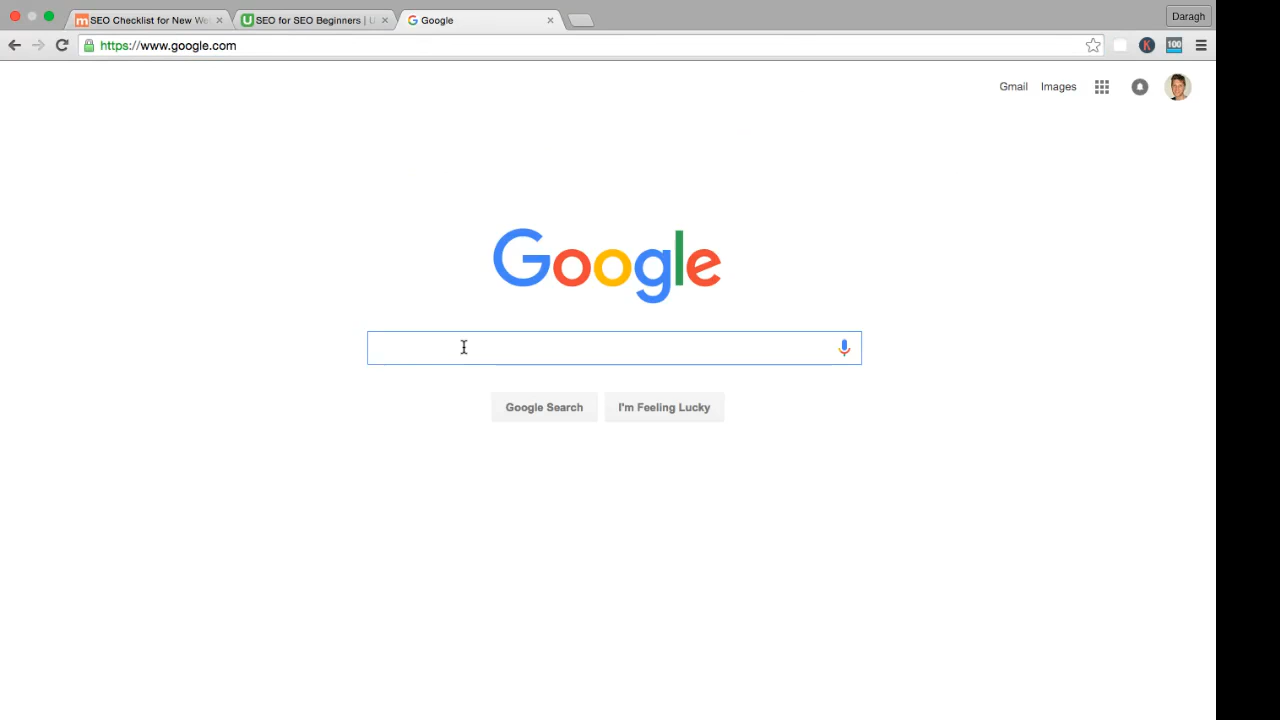 SEO Checklist for New We
SEO for SEO Beginners | U
Google
Daragh
https://www.google.com
K
100
Gmail
Images
Google
Google Search
I'm Feeling Lucky